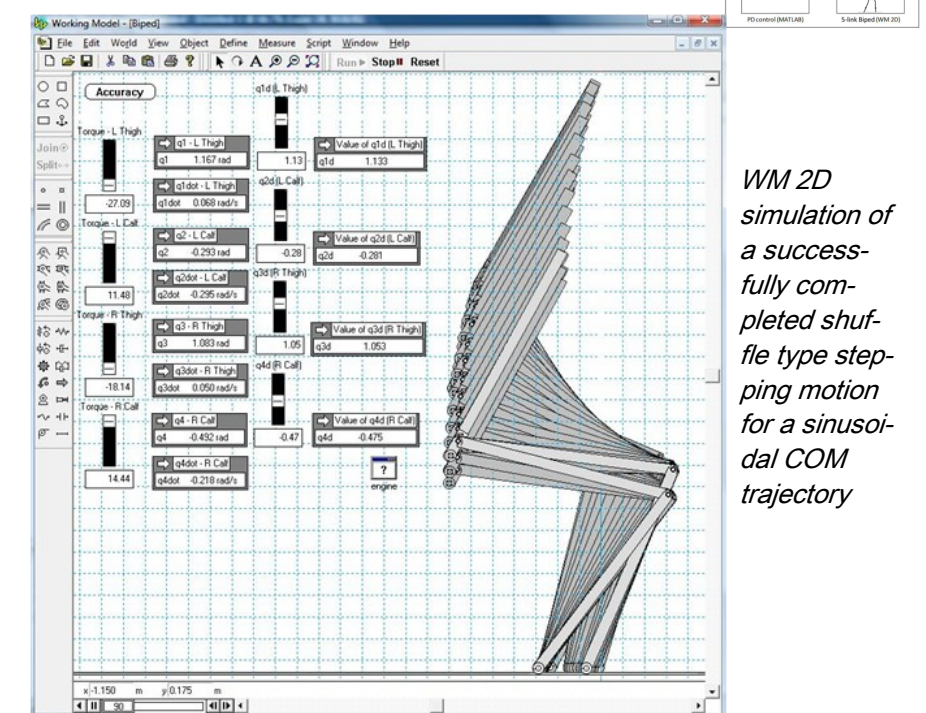 PD control (MATLAB)
5-link Biped (WM 2D)
Working Model - [Biped]
File Edit World View Object Define Measure Script Window Help
Run Stop Reset
Accuracy
q1d (L Thigh)
Torque - L Thigh
q1 - L Thigh
q1 1.167 rad
1.13
Value of q1d (L Thigh)
q1d 1.133
-27.09
q1dot - L Thigh
q1dot 0.068 rad/s
q2d (L Calf)
Torque - L Calf
q2 - L Calf
q2 -0.293 rad
-0.28
Value of q2d (L Calf)
q2d -0.281
11.48
q2dot - L Calf
q2dot -0.295 rad/s
q3d (R Thigh)
Torque - R Thigh
q3 - R Thigh
q3 1.083 rad
1.05
Value of q3d (R Thigh)
q3d 1.053
-18.14
q3dot - R Thigh
q3dot 0.050 rad/s
q4d (R Calf)
Torque - R Calf
q4 - R Calf
q4 -0.492 rad
-0.47
Value of q4d (R Calf)
q4d -0.475
14.44
q4dot - R Calf
q4dot -0.218 rad/s
?
engine
Join
Split
x -1.150 m y 0.175 m
90
WM 2D
simulation of
a success-
fully com-
pleted shuf-
fle type step-
ping motion
for a sinusoi-
dal COM
trajectory